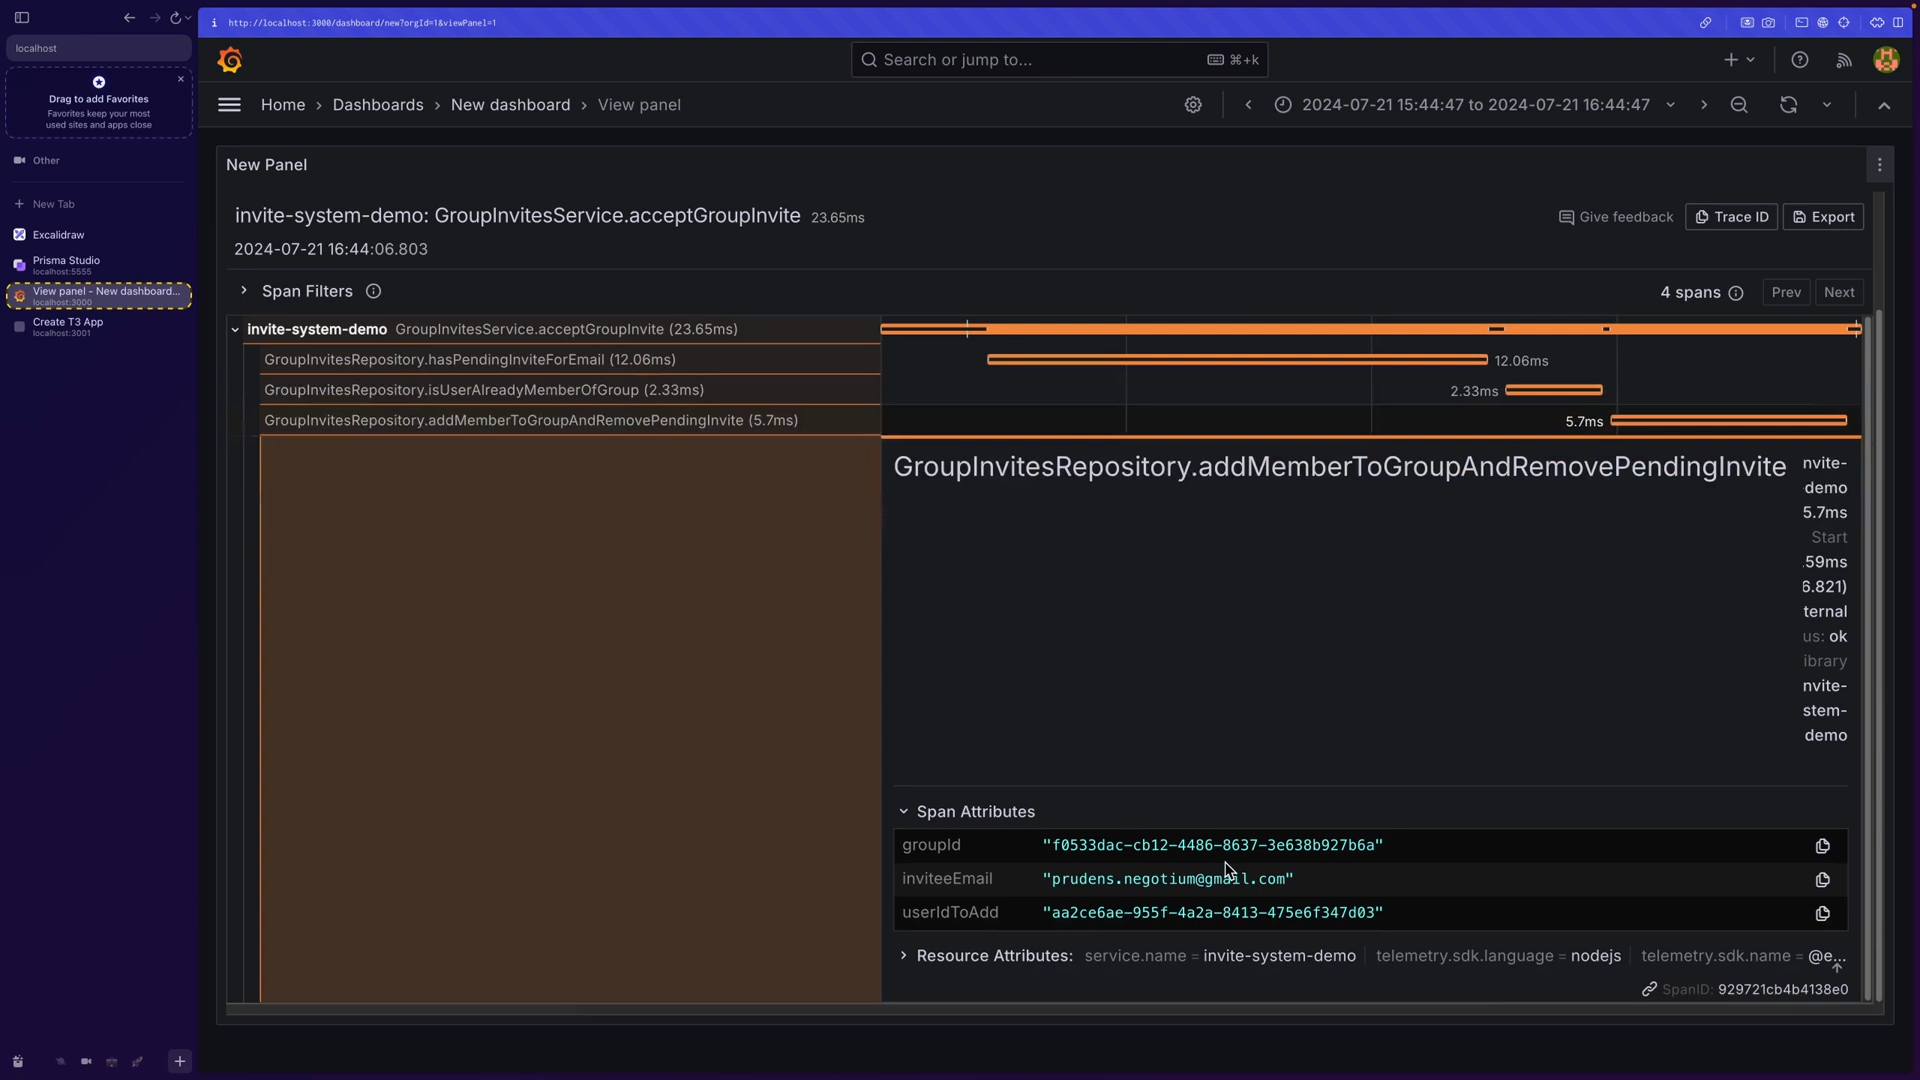 localhost
Drag to add Favorites
Favorites keep your most
used sites and apps close
Other
New Tab
Excalidraw
Prisma Studio
localhost:5555
View panel - New dashboard...
localhost:3000
Create T3 App
localhost:3001
http://localhost:3000/dashboard/new?orgId=1&viewPanel=1
Search or jump to... ⌘+k
Home › Dashboards › New dashboard › View panel
2024-07-21 15:44:47 to 2024-07-21 16:44:47
New Panel
invite-system-demo: GroupInvitesService.acceptGroupInvite 23.65ms
Give feedback Trace ID Export
2024-07-21 16:44:06.803
Span Filters
4 spans Prev Next
invite-system-demo GroupInvitesService.acceptGroupInvite (23.65ms)
GroupInvitesRepository.hasPendingInviteForEmail (12.06ms) 12.06ms
GroupInvitesRepository.isUserAlreadyMemberOfGroup (2.33ms) 2.33ms
GroupInvitesRepository.addMemberToGroupAndRemovePendingInvite (5.7ms) 5.7ms
GroupInvitesRepository.addMemberToGroupAndRemovePendingInvite
nvite-
demo
5.7ms
Start
.59ms
6.821)
ternal
us: ok
ibrary
nvite-
stem-
demo
Span Attributes
groupId "f0533dac-cb12-4486-8637-3e638b927b6a"
inviteeEmail "prudens.negotium@gmail.com"
userIdToAdd "aa2ce6ae-955f-4a2a-8413-475e6f347d03"
Resource Attributes: service.name = invite-system-demo telemetry.sdk.language = nodejs telemetry.sdk.name = @e...
SpanID: 929721cb4b4138e0